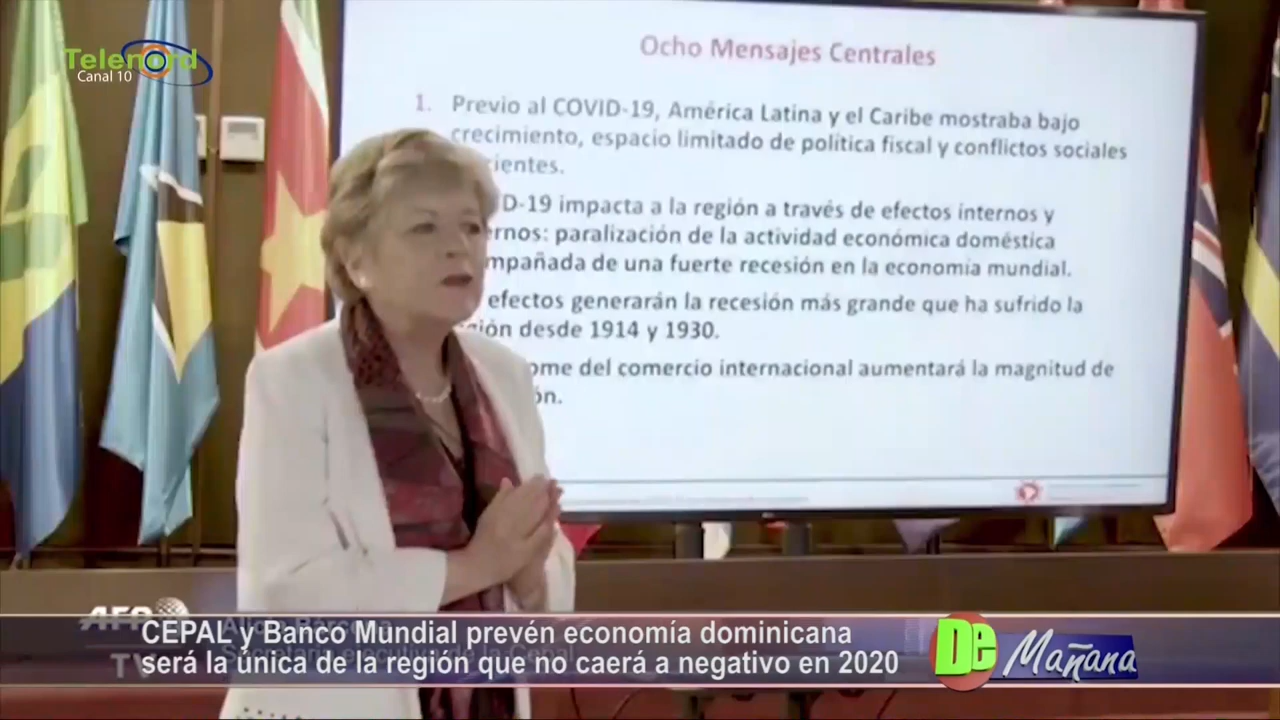 Telenord
Canal 10
Ocho Mensajes Centrales
1. Previo al COVID-19, América Latina y el Caribe mostraba bajo
crecimiento, espacio limitado de política fiscal y conflictos sociales
cientes.
D-19 impacta a la región a través de efectos internos y
rnos: paralización de la actividad económica doméstica
mpañada de una fuerte recesión en la economía mundial.
efectos generarán la recesión más grande que ha sufrido la
ión desde 1914 y 1930.
ome del comercio internacional aumentará la magnitud de
ón.
AFP
TV
CEPAL y Banco Mundial prevén economía dominicana
será la única de la región que no caerá a negativo en 2020
De Mañana